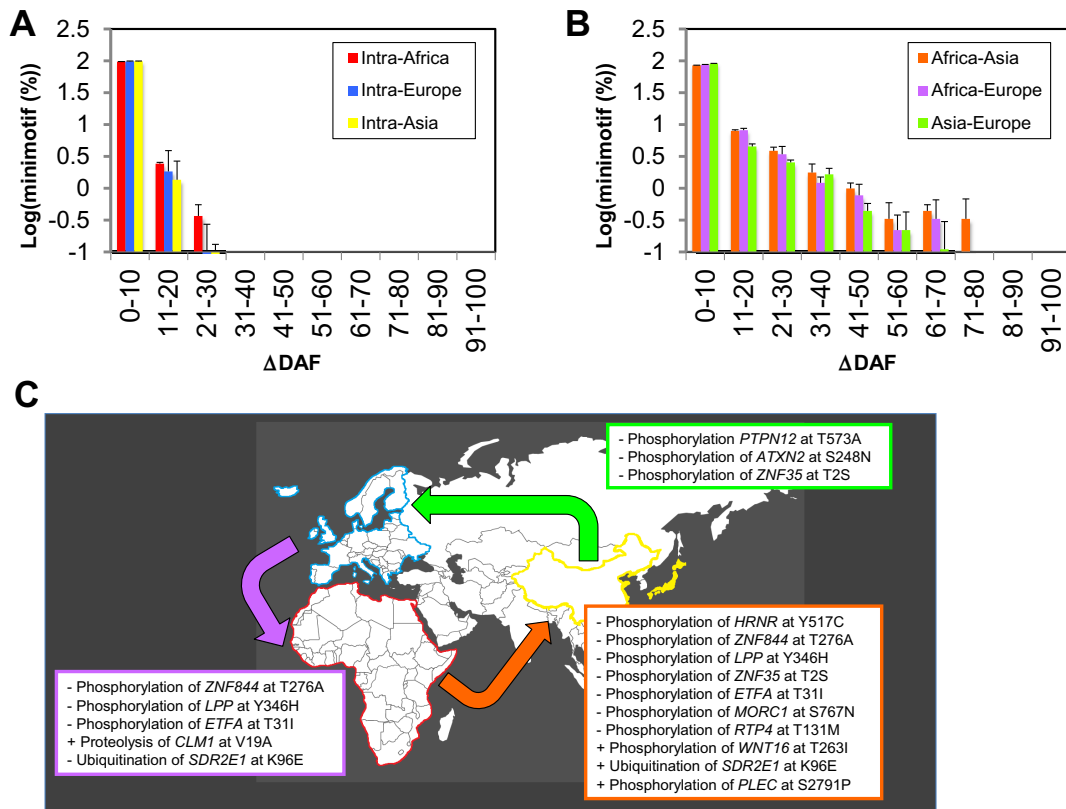 A
Log(minimotif (%))
2.5
2
1.5
1
0.5
0
-0.5
-1
Intra-Africa
Intra-Europe
Intra-Asia
0-10
11-20
21-30
31-40
41-50
51-60
61-70
71-80
81-90
91-100
ΔDAF
B
Log(minimotif (%))
2.5
2
1.5
1
0.5
0
-0.5
-1
Africa-Asia
Africa-Europe
Asia-Europe
0-10
11-20
21-30
31-40
41-50
51-60
61-70
71-80
81-90
91-100
ΔDAF
C
- Phosphorylation PTPN12 at T573A
- Phosphorylation of ATXN2 at S248N
- Phosphorylation of ZNF35 at T2S
- Phosphorylation of ZNF844 at T276A
- Phosphorylation of LPP at Y346H
- Phosphorylation of ETFA at T31I
+ Proteolysis of CLM1 at V19A
- Ubiquitination of SDR2E1 at K96E
- Phosphorylation of HRNR at Y517C
- Phosphorylation of ZNF844 at T276A
- Phosphorylation of LPP at Y346H
- Phosphorylation of ZNF35 at T2S
- Phosphorylation of ETFA at T31I
- Phosphorylation of MORC1 at S767N
- Phosphorylation of RTP4 at T131M
+ Phosphorylation of WNT16 at T263I
+ Ubiquitination of SDR2E1 at K96E
+ Phosphorylation of PLEC at S2791P